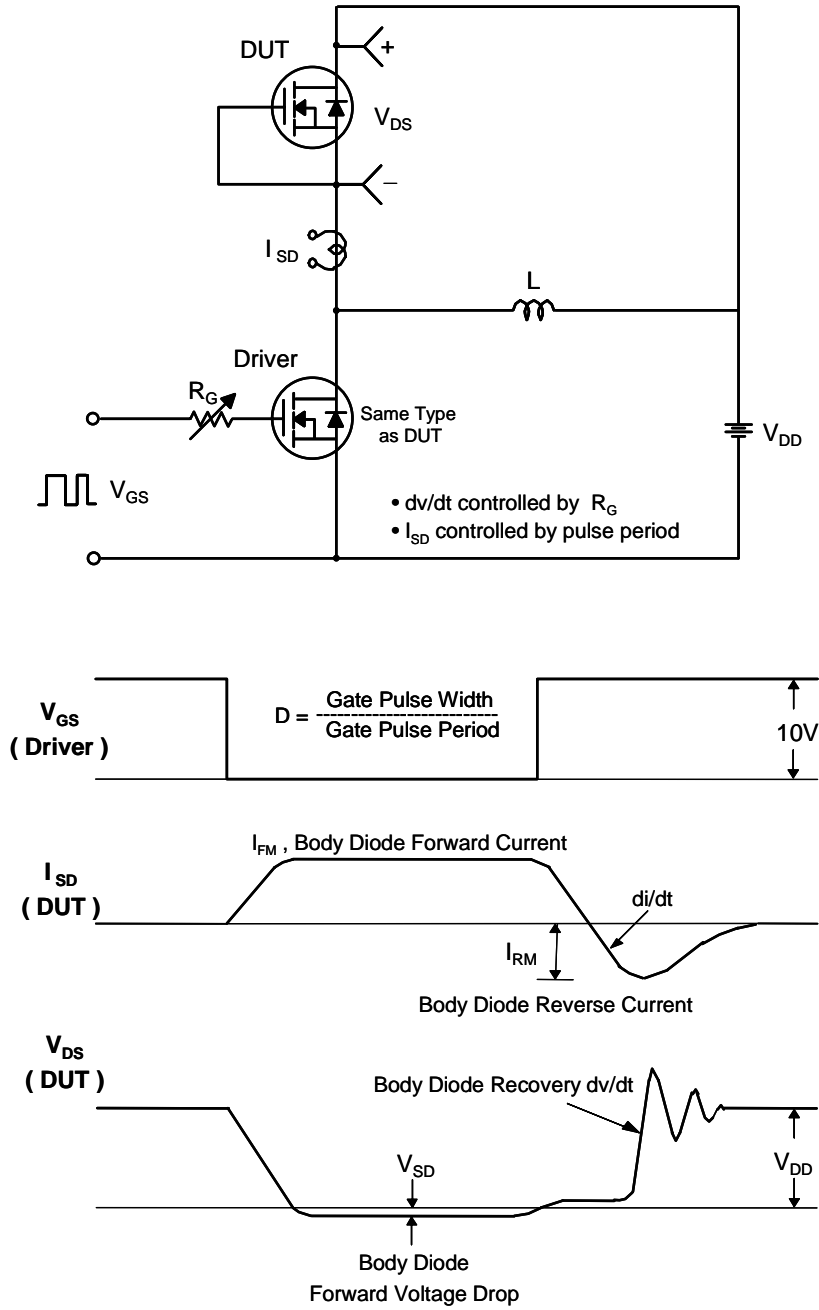 DUT
+
V_DS
−
I_SD
L
Driver
R_G
Same Type
as DUT
V_DD
V_GS
• dv/dt controlled by R_G
• I_SD controlled by pulse period
V_GS
( Driver )
D = Gate Pulse Width
Gate Pulse Period
10V
I_FM , Body Diode Forward Current
I_SD
( DUT )
di/dt
I_RM
Body Diode Reverse Current
V_DS
( DUT )
Body Diode Recovery dv/dt
V_SD
V_DD
Body Diode
Forward Voltage Drop